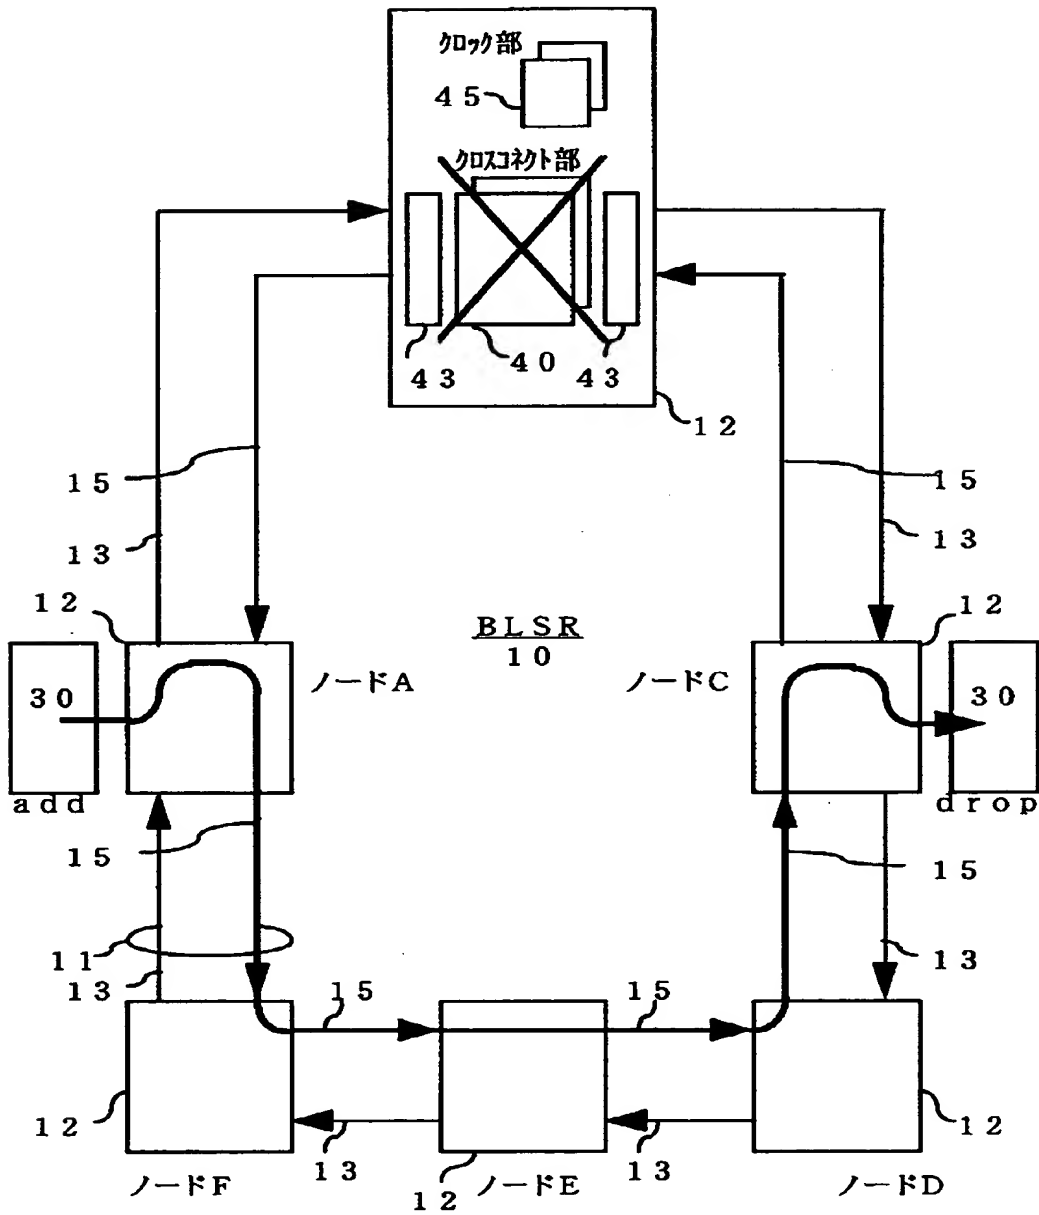 クロック部
４５
クロスコネクト部
４３
４０
４３
１２
１５
１５
１３
１３
１２
１２
ＢＬＳＲ
１０
ノードＡ
ノードＣ
３０
３０
ａｄｄ
ｄｒｏｐ
１５
１５
１１
１３
１３
１５
１５
１２
１３
１３
１２
１２
ノードＦ
ノードＥ
ノードＤ